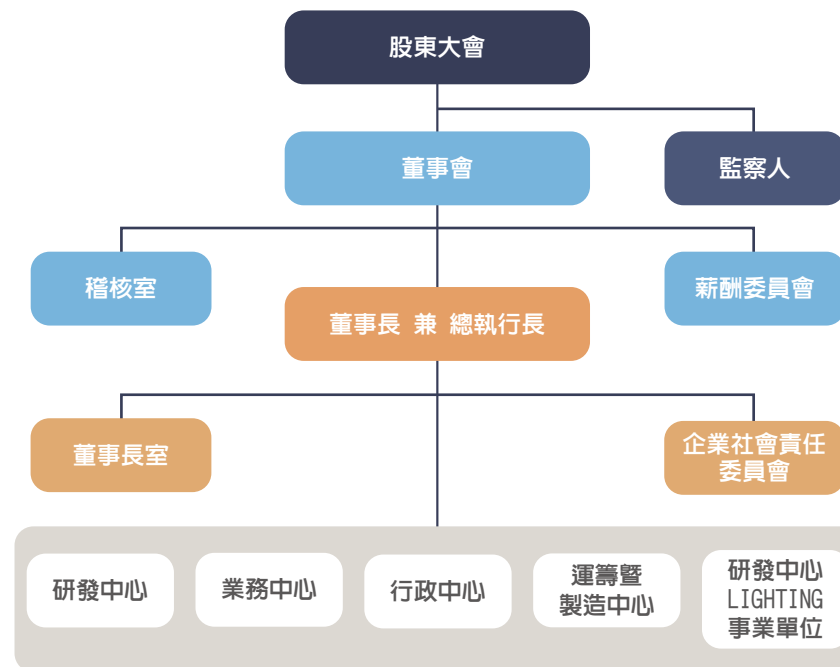 股東大會
董事會
監察人
稽核室
薪酬委員會
董事長 兼 總執行長
董事長室
企業社會責任
委員會
研發中心
業務中心
行政中心
運籌暨
製造中心
研發中心
LIGHTING
事業單位